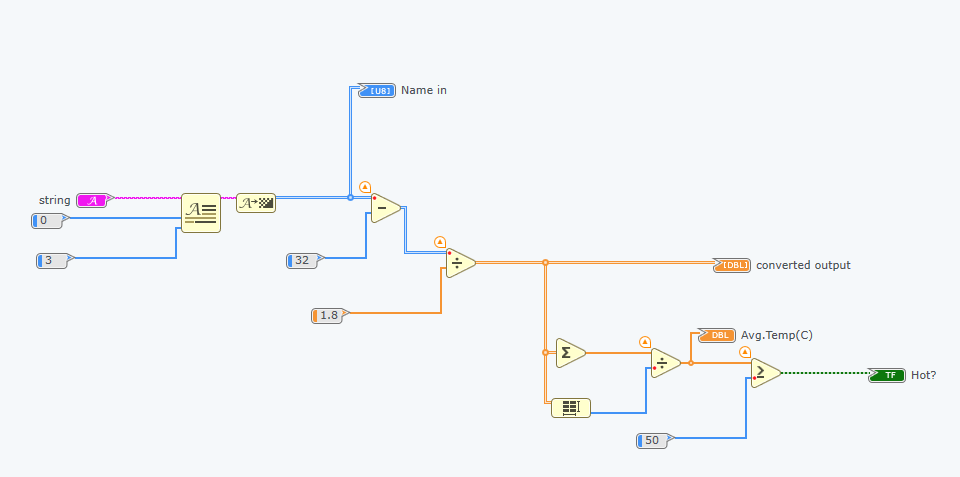 [U8] Name in
string A
A A→
0
−
3
32
÷
[DBL] converted output
1.8
DBL Avg.Temp(C)
Σ
÷
≥
TF Hot?
50